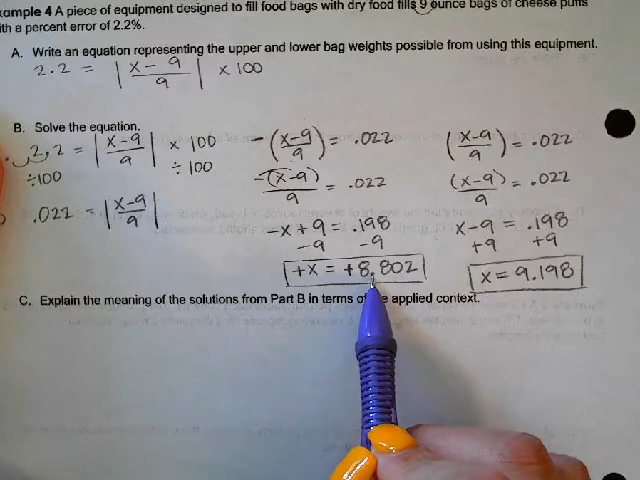 ample 4 A piece of equipment designed to fill food bags with dry food fills 9 ounce bags of cheese puffs
ith a percent error of 2.2%.
A. Write an equation representing the upper and lower bag weights possible from using this equipment.
2.2 = | x - 9 / 9 | x 100
B. Solve the equation.
2.2 = | x-9 / 9 | x 100
÷100 ÷100
.022 = | x-9 / 9 |
-(x-9 / 9) = .022
-(x-9) / 9 = .022
-x + 9 = .198
-9 -9
+x = +8.802
(x-9 / 9) = .022
(x-9) / 9 = .022
x-9 = .198
+9 +9
x = 9.198
C. Explain the meaning of the solutions from Part B in terms of applied context.